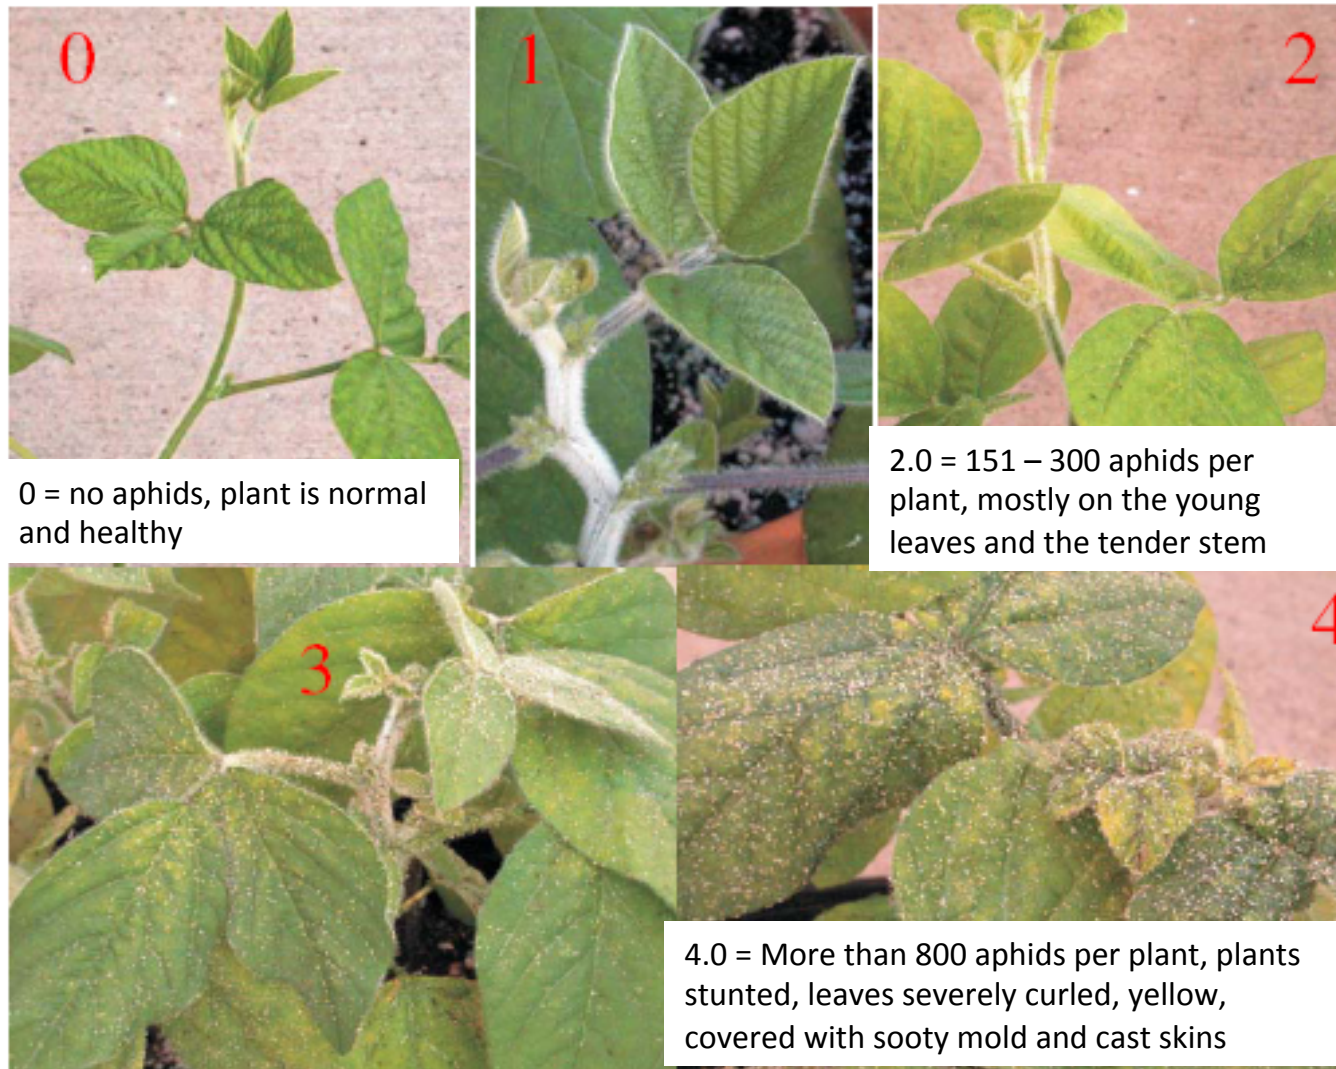 0
1
2
0 = no aphids, plant is normal
and healthy
2.0 = 151 – 300 aphids per
plant, mostly on the young
leaves and the tender stem
3
4
4.0 = More than 800 aphids per plant, plants
stunted, leaves severely curled, yellow,
covered with sooty mold and cast skins